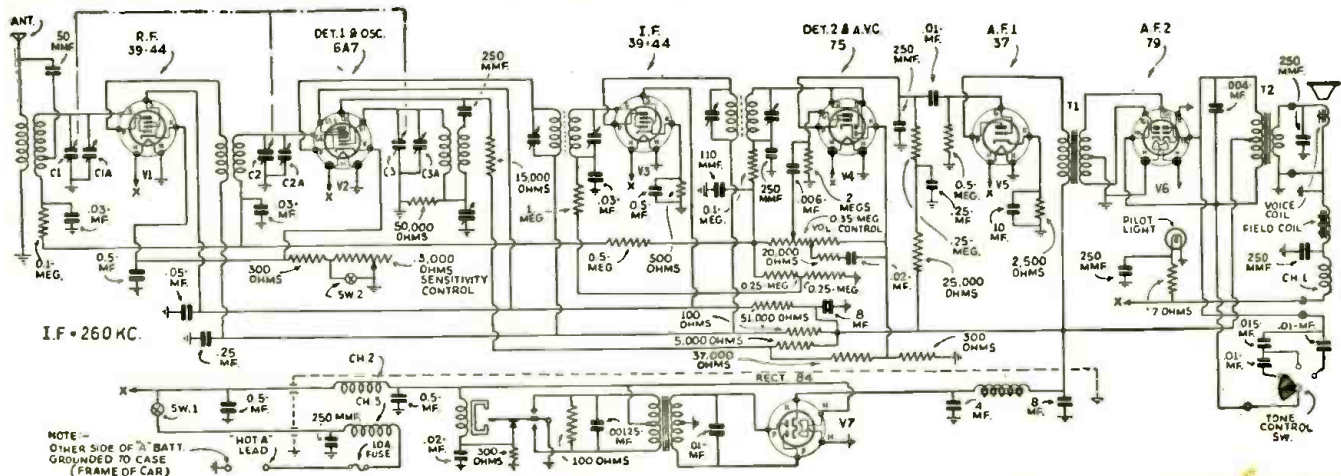 ANT.
50 MMF.
R.F.
39-44
DET.1 & OSC.
6A7
250 MMF.
I.F.
39-44
DET.2 & A.V.C.
75
250 MMF.
.01-MF.
A.F.1
37
A.F.2
79
.004-MF.
T2
250 MMF.
C1
C1A
V1
C2
C2A
V2
C3
C3A
15,000 OHMS
V3
110 MMF.
V4
V5
T1
V6
.03-MF.
0.1-MEG.
0.5-MF.
.03-MF.
50,000 OHMS
1 MEG.
.03-MF.
0.5-MF.
0.1-MEG.
250 MMF.
.006-MF.
2 MEGS
0.5-MEG.
.25-MF.
.25-MEG.
10 MF.
2,500 OHMS
PILOT LIGHT
VOICE COIL
FIELD COIL
250 MMF.
250 MMF.
CH.1
.05-MF.
300 OHMS
SW.2
3,000 OHMS
SENSITIVITY CONTROL
0.5-MEG.
500 OHMS
VOL.
0.35-MEG CONTROL
20,000 OHMS
.02-MF.
25,000 OHMS
0.25-MEG.
0.25-MEG.
7 OHMS
X
I.F. = 260 KC.
.25 MF.
100 OHMS
51,000 OHMS
8 MF.
5,000 OHMS
37,000 OHMS
300 OHMS
.015-MF.
.01-MF.
.01-MF.
TONE CONTROL SW.
X
SW.1
0.5-MF.
CH.2
CH.3
0.5-MF.
RECT. 84
V7
4 MF.
8 MF.
250 MMF.
10A FUSE
"HOT A" LEAD
.02-MF.
300 OHMS
100 OHMS
.00125-MF.
.01-MF.
NOTE:-
OTHER SIDE OF "A" BATT.
GROUNDED TO CASE
(FRAME OF CAR)